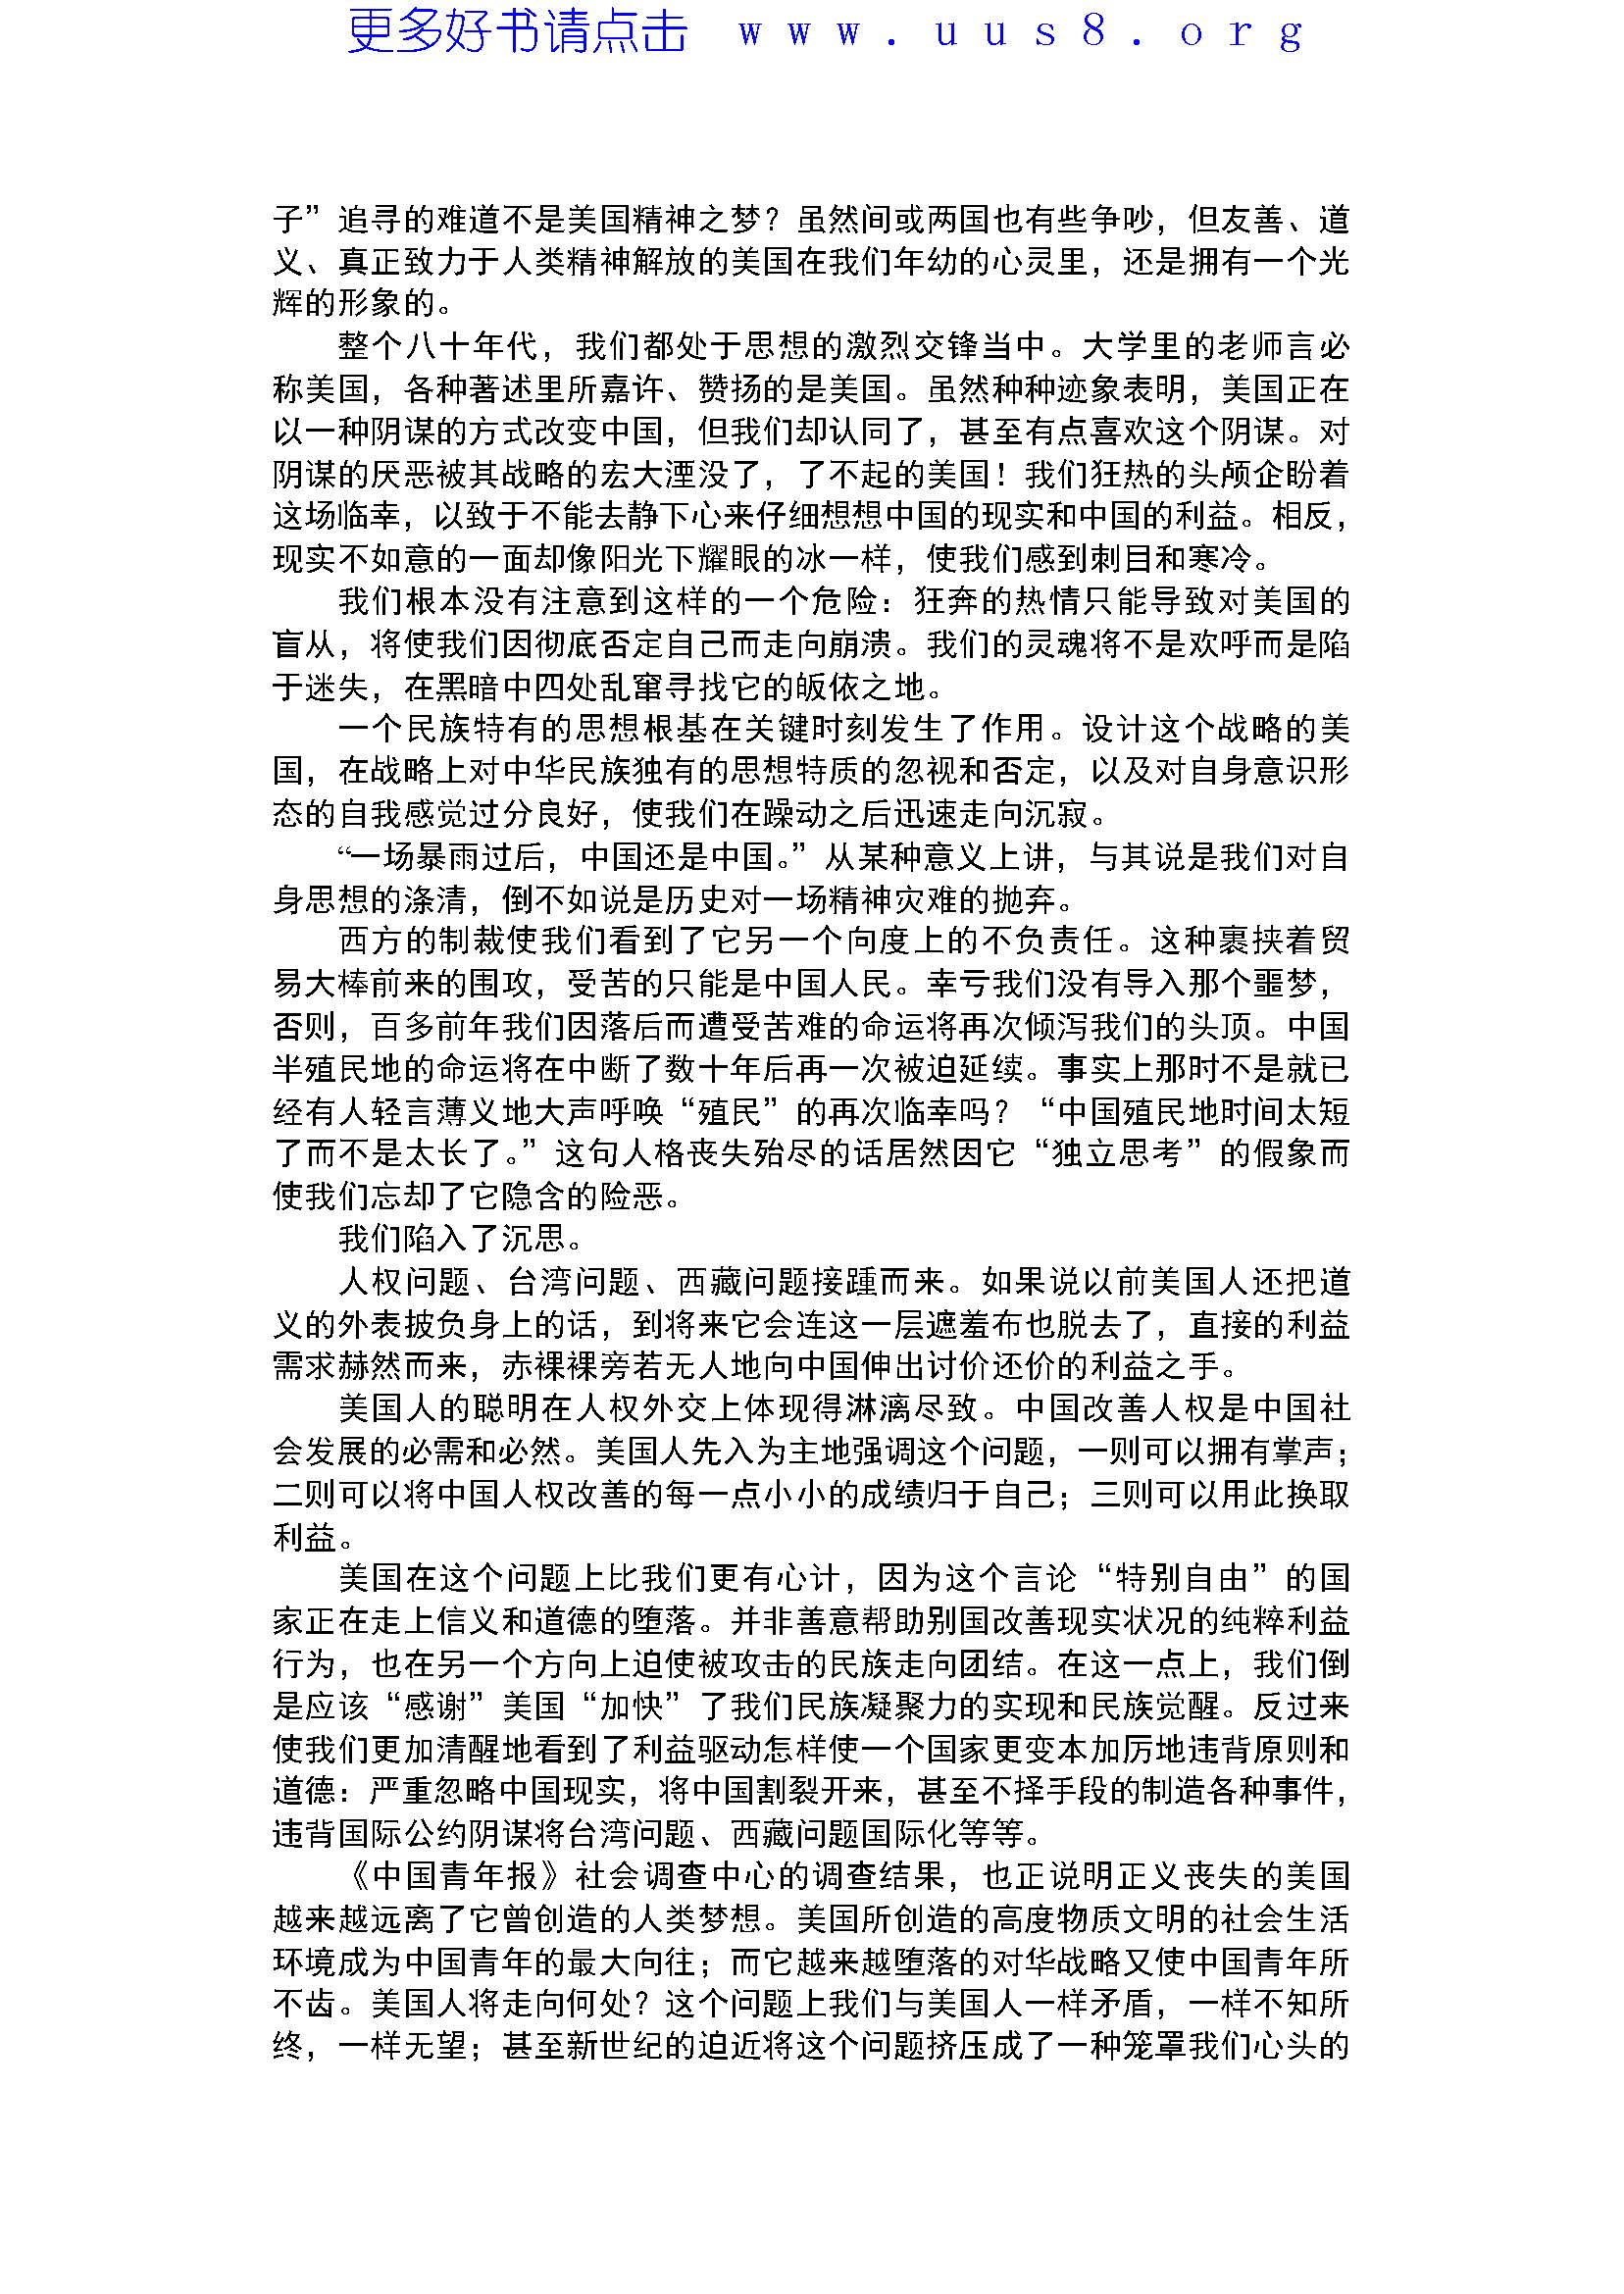 更多好书请点击 www.uus8.org
子”追寻的难道不是美国精神之梦？虽然间或两国也有些争吵，但友善、道
义、真正致力于人类精神解放的美国在我们年幼的心灵里，还是拥有一个光
辉的形象的。
整个八十年代，我们都处于思想的激烈交锋当中。大学里的老师言必
称美国，各种著述里所嘉许、赞扬的是美国。虽然种种迹象表明，美国正在
以一种阴谋的方式改变中国，但我们却认同了，甚至有点喜欢这个阴谋。对
阴谋的厌恶被其战略的宏大湮没了，了不起的美国！我们狂热的头颅企盼着
这场临幸，以致于不能去静下心来仔细想想中国的现实和中国的利益。相反，
现实不如意的一面却像阳光下耀眼的冰一样，使我们感到刺目和寒冷。
我们根本没有注意到这样的一个危险：狂奔的热情只能导致对美国的
盲从，将使我们因彻底否定自己而走向崩溃。我们的灵魂将不是欢呼而是陷
于迷失，在黑暗中四处乱窜寻找它的皈依之地。
一个民族特有的思想根基在关键时刻发生了作用。设计这个战略的美
国，在战略上对中华民族独有的思想特质的忽视和否定，以及对自身意识形
态的自我感觉过分良好，使我们在躁动之后迅速走向沉寂。
“一场暴雨过后，中国还是中国。”从某种意义上讲，与其说是我们对自
身思想的涤清，倒不如说是历史对一场精神灾难的抛弃。
西方的制裁使我们看到了它另一个向度上的不负责任。这种裹挟着贸
易大棒前来的围攻，受苦的只能是中国人民。幸亏我们没有导入那个噩梦，
否则，百多前年我们因落后而遭受苦难的命运将再次倾泻我们的头顶。中国
半殖民地的命运将在中断了数十年后再一次被迫延续。事实上那时不是就已
经有人轻言薄义地大声呼唤“殖民”的再次临幸吗？“中国殖民地时间太短
了而不是太长了。”这句人格丧失殆尽的话居然因它“独立思考”的假象而
使我们忘却了它隐含的险恶。
我们陷入了沉思。
人权问题、台湾问题、西藏问题接踵而来。如果说以前美国人还把道
义的外表披负身上的话，到将来它会连这一层遮羞布也脱去了，直接的利益
需求赫然而来，赤裸裸旁若无人地向中国伸出讨价还价的利益之手。
美国人的聪明在人权外交上体现得淋漓尽致。中国改善人权是中国社
会发展的必需和必然。美国人先入为主地强调这个问题，一则可以拥有掌声；
二则可以将中国人权改善的每一点小小的成绩归于自己；三则可以用此换取
利益。
美国在这个问题上比我们更有心计，因为这个言论“特别自由”的国
家正在走上信义和道德的堕落。并非善意帮助别国改善现实状况的纯粹利益
行为，也在另一个方向上迫使被攻击的民族走向团结。在这一点上，我们倒
是应该“感谢”美国“加快”了我们民族凝聚力的实现和民族觉醒。反过来
使我们更加清醒地看到了利益驱动怎样使一个国家更变本加厉地违背原则和
道德：严重忽略中国现实，将中国割裂开来，甚至不择手段的制造各种事件，
违背国际公约阴谋将台湾问题、西藏问题国际化等等。
《中国青年报》社会调查中心的调查结果，也正说明正义丧失的美国
越来越远离了它曾创造的人类梦想。美国所创造的高度物质文明的社会生活
环境成为中国青年的最大向往；而它越来越堕落的对华战略又使中国青年所
不齿。美国人将走向何处？这个问题上我们与美国人一样矛盾，一样不知所
终，一样无望；甚至新世纪的迫近将这个问题挤压成了一种笼罩我们心头的